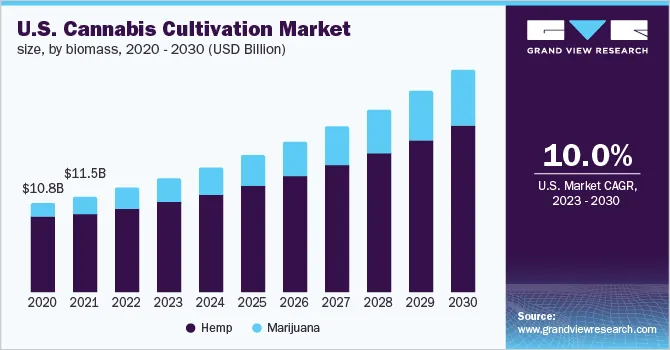 U.S. Cannabis Cultivation Market
size, by biomass, 2020 - 2030 (USD Billion)
$10.8B
$11.5B
2020 2021 2022 2023 2024 2025 2026 2027 2028 2029 2030
Hemp Marijuana
GRAND VIEW RESEARCH
10.0%
U.S. Market CAGR,
2023 - 2030
Source:
www.grandviewresearch.com